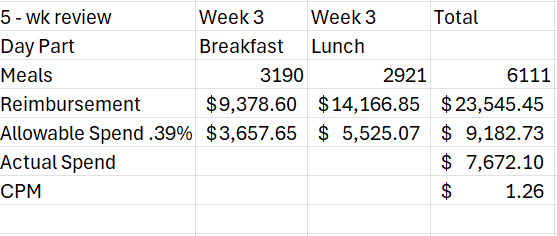 5 - wk review Week 3 Week 3 Total
Day Part Breakfast Lunch
Meals 3190 2921 6111
Reimbursement $9,378.60 $14,166.85 $23,545.45
Allowable Spend .39% $3,657.65 $ 5,525.07 $ 9,182.73
Actual Spend $ 7,672.10
CPM $ 1.26